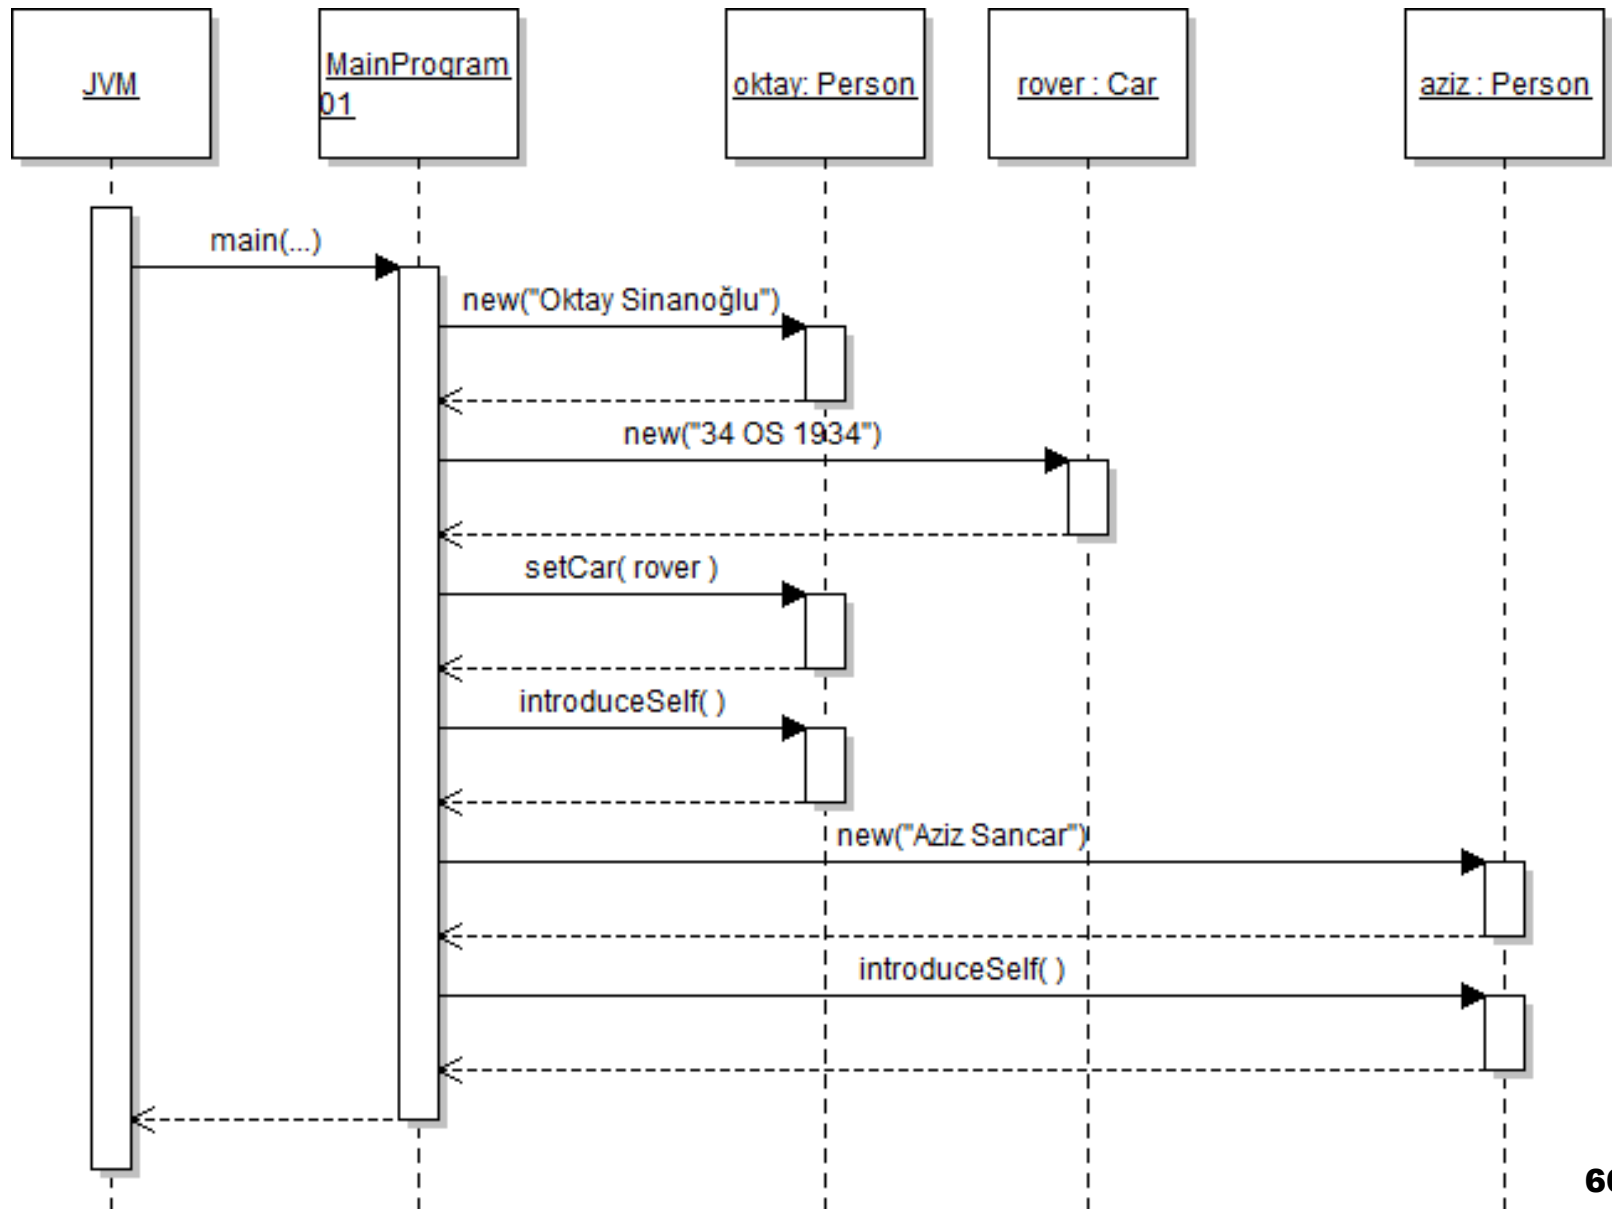 JVM
MainProgram
01
oktay: Person
rover : Car
aziz : Person
main(...)
new("Oktay Sinanoğlu")
new("34 OS 1934")
setCar( rover )
introduceSelf( )
new("Aziz Sancar")
introduceSelf( )